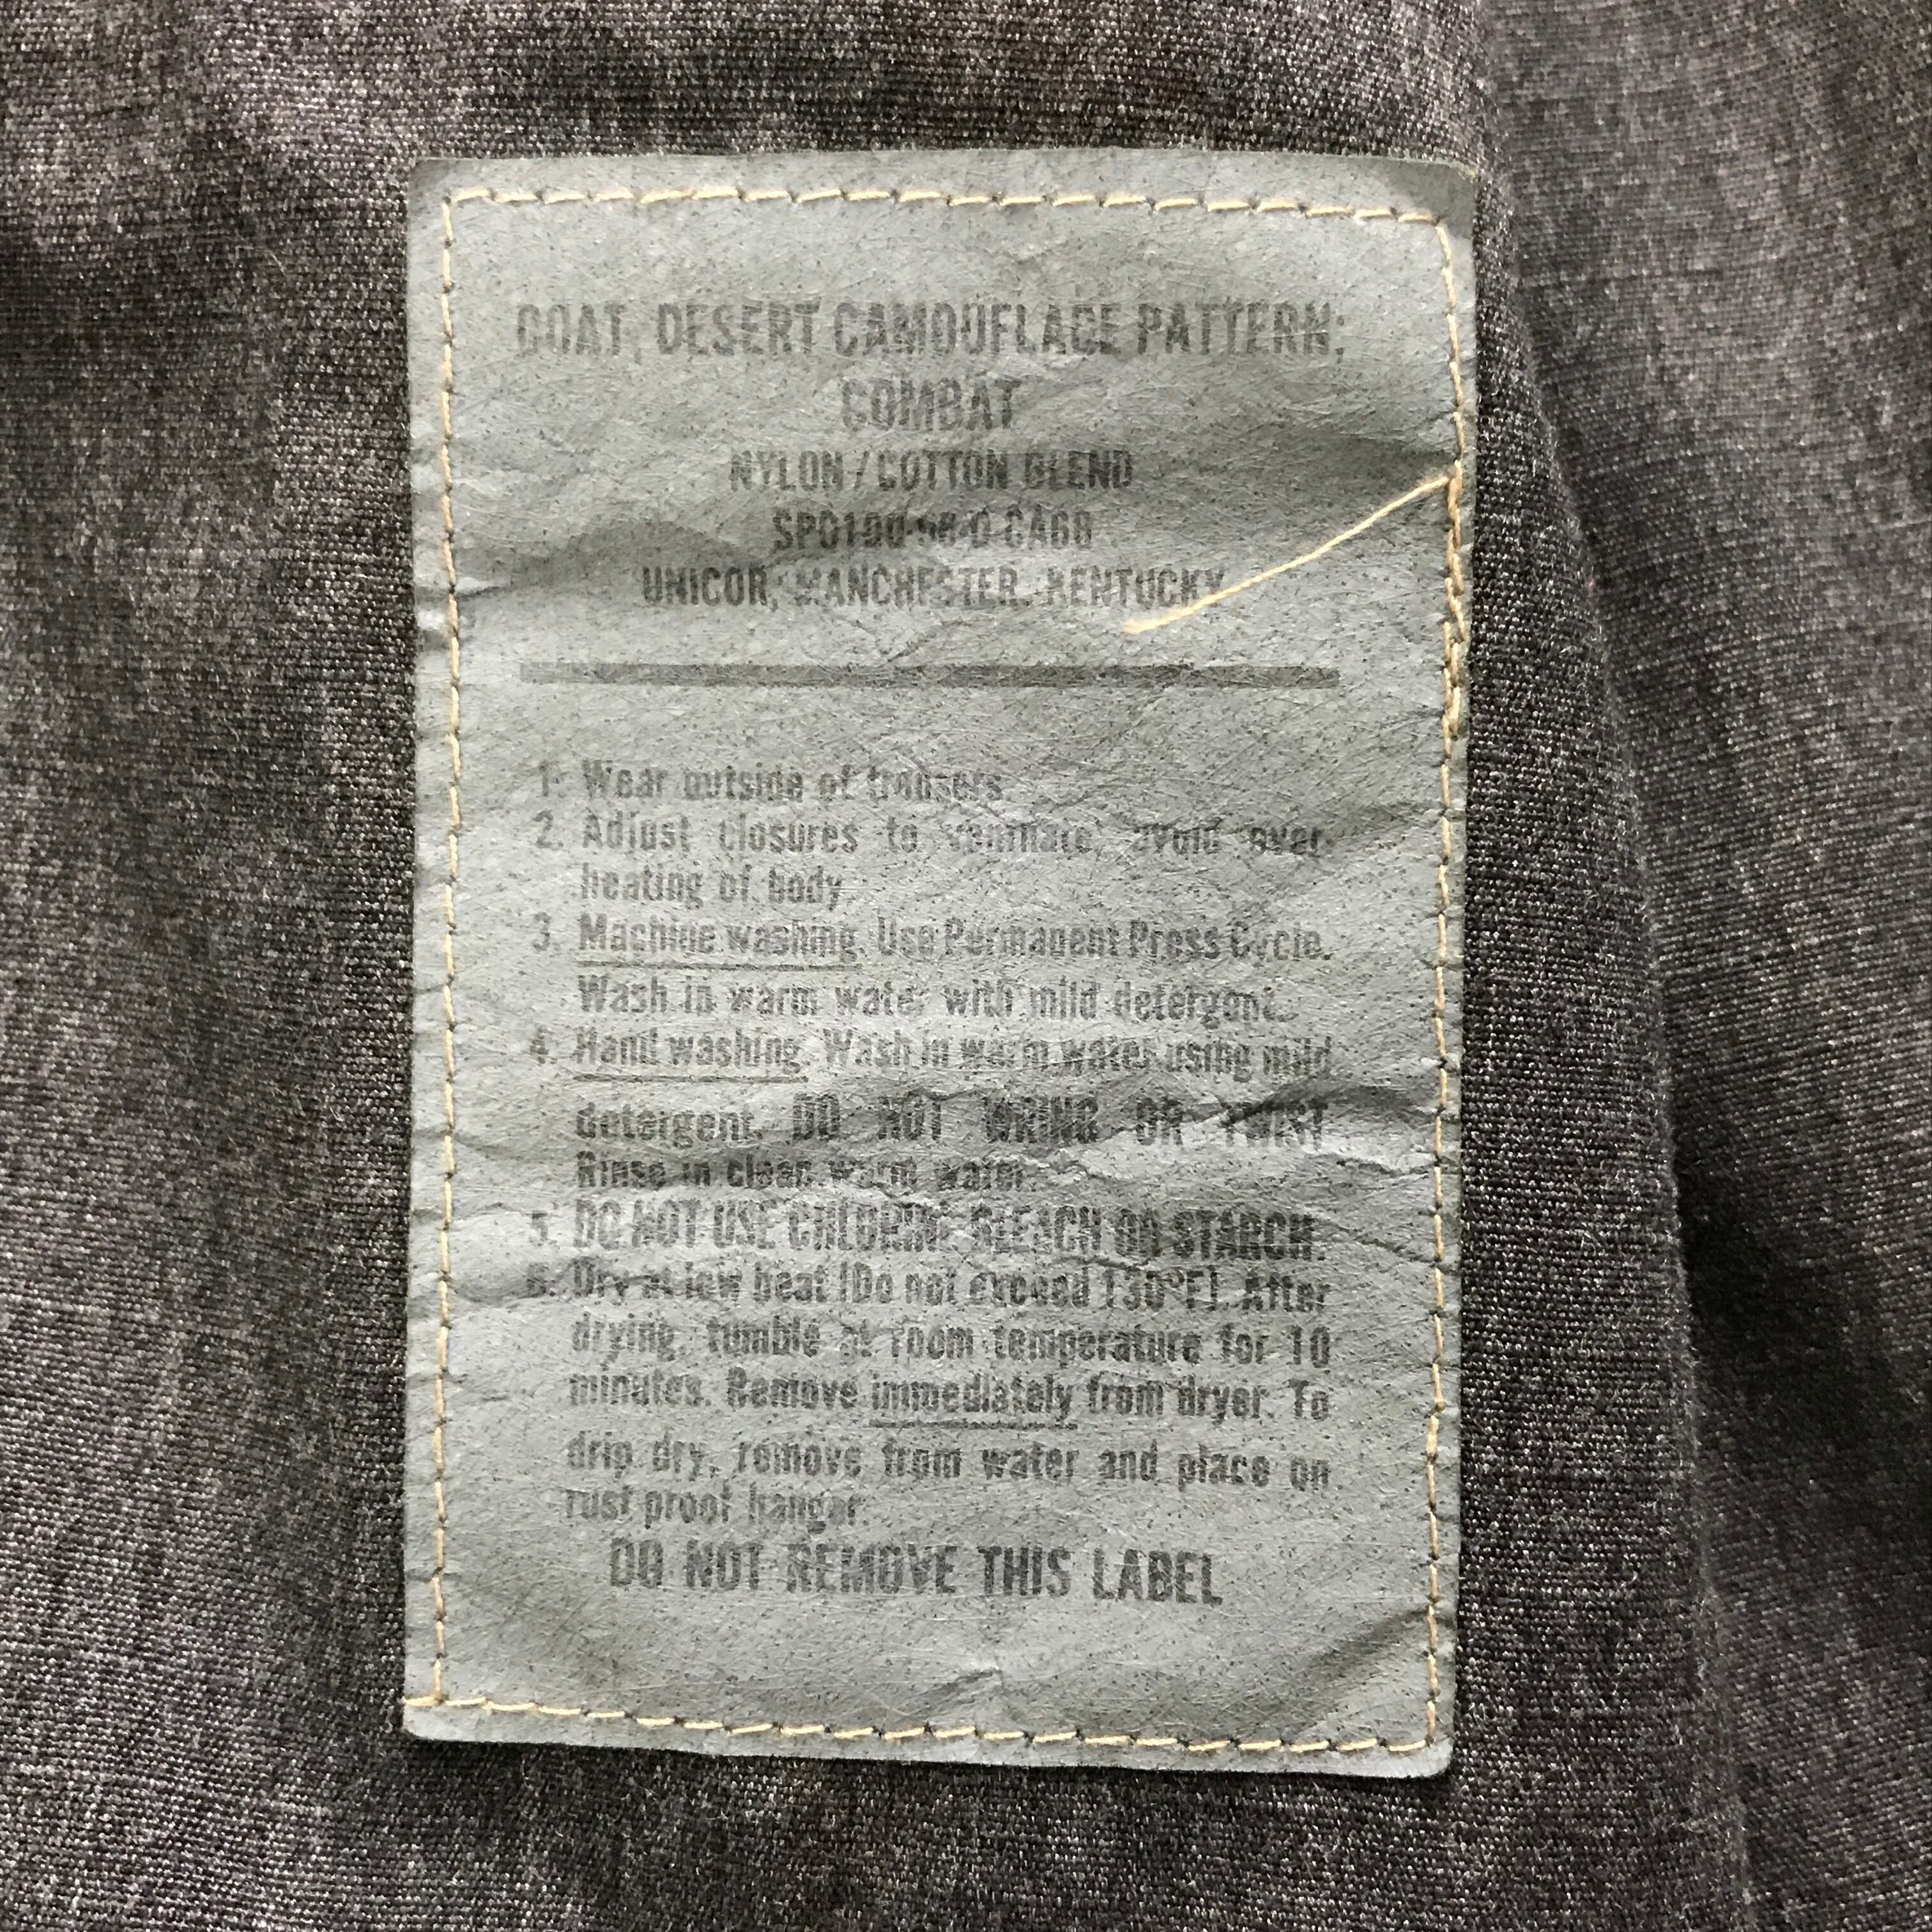 COAT, DESERT CAMOUFLAGE PATTERN;
COMBAT
NYLON / COTTON BLEND
UNICOR, MANCHESTER, KENTUCKY
1. Wear outside of trousers
2. Adjust closures to ventilate, avoid over-
heating of body
3. Machine washing. Use Permanent Press Cycle.
Wash in warm water with mild detergent.
4. Hand washing. Wash in warm water using mild
detergent. DO NOT WRING OR TWIST
Rinse in clean warm water.
5. DO NOT USE CHLORINE BLEACH OR STARCH.
6. Dry at low heat (Do not exceed 130°F). After
drying, tumble at room temperature for 10
minutes. Remove immediately from dryer. To
drip dry, remove from water and place on
rust proof hanger.
DO NOT REMOVE THIS LABEL